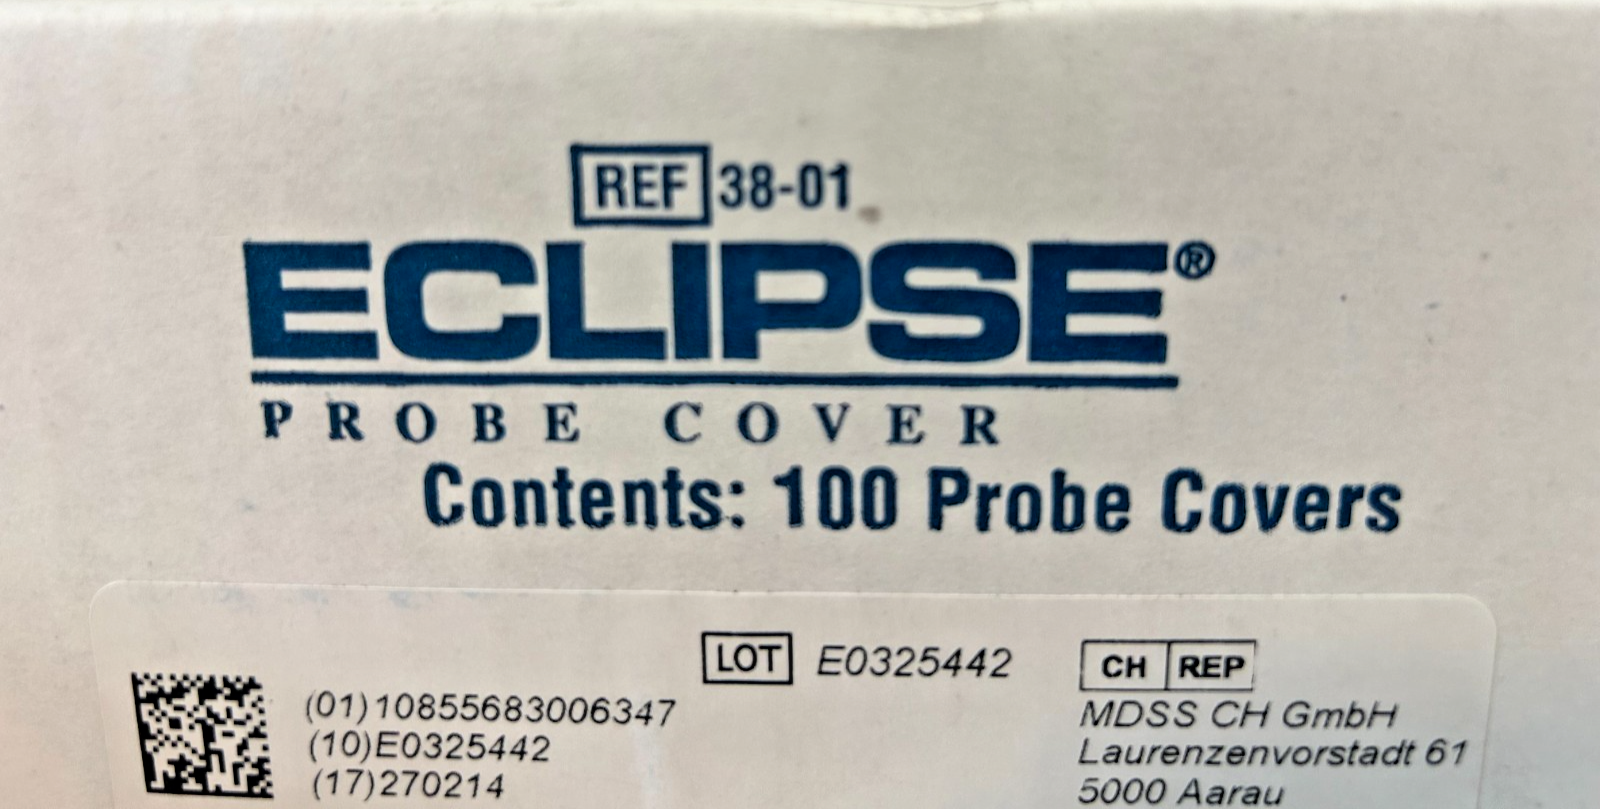 REF 38-01
ECLIPSE®
PROBE COVER
Contents: 100 Probe Covers
LOT E0325442
(01)10855683006347
(10)E0325442
(17)270214
CH REP
MDSS CH GmbH
Laurenzenvorstadt 61
5000 Aarau